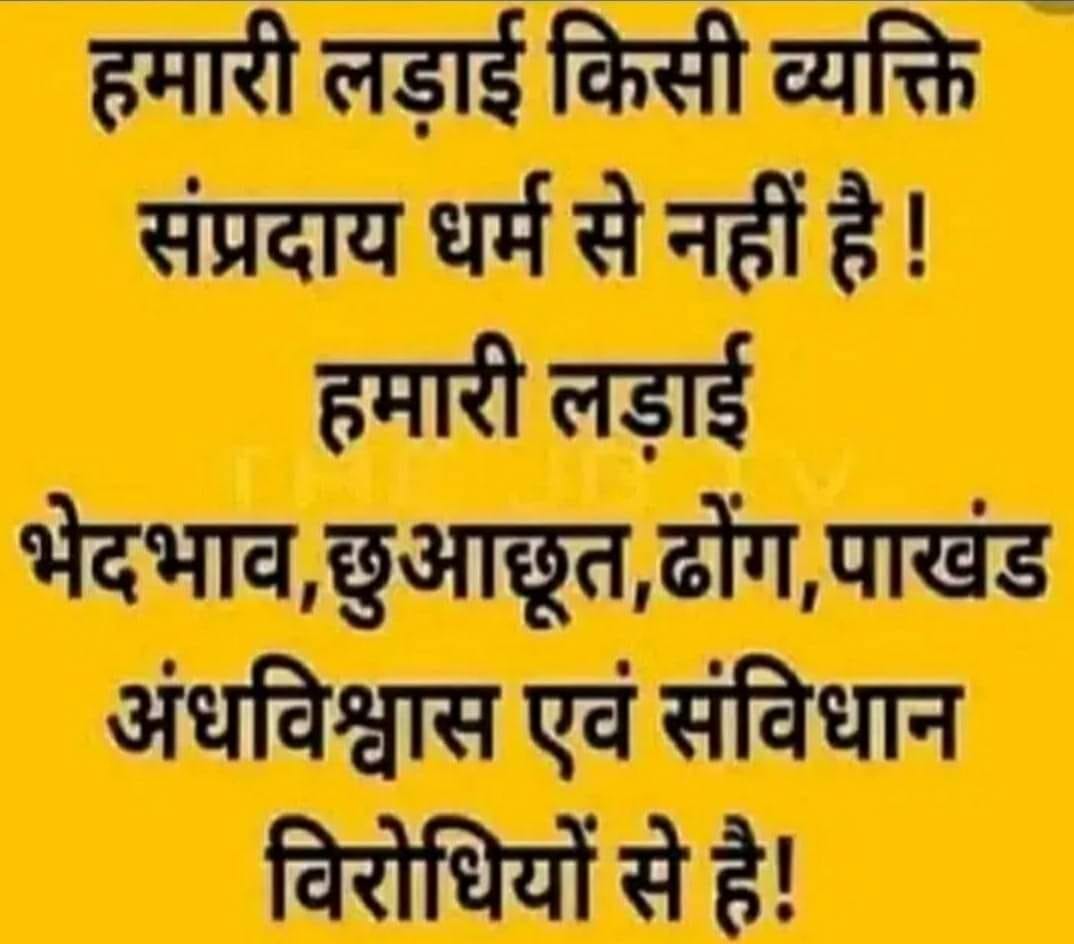 हमारी लड़ाई किसी व्यक्ति
संप्रदाय धर्म से नहीं है !
हमारी लड़ाई
भेदभाव,छुआछूत,ढोंग,पाखंड
अंधविश्वास एवं संविधान
विरोधियों से है!